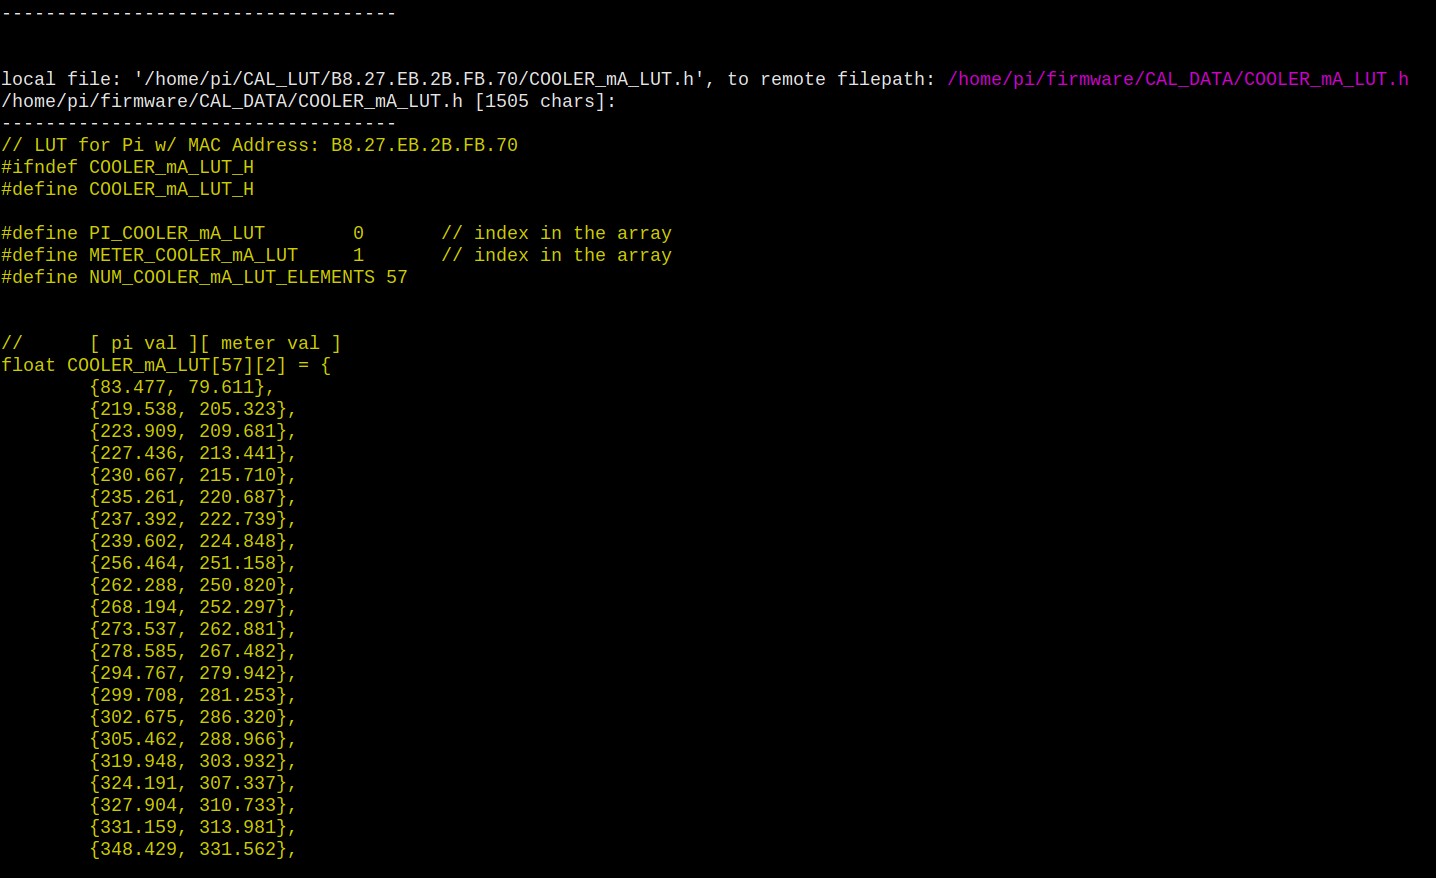 ------------------------------------
local file: '/home/pi/CAL_LUT/B8.27.EB.2B.FB.70/COOLER_mA_LUT.h', to remote filepath: /home/pi/firmware/CAL_DATA/COOLER_mA_LUT.h
/home/pi/firmware/CAL_DATA/COOLER_mA_LUT.h [1505 chars]:
------------------------------------
// LUT for Pi w/ MAC Address: B8.27.EB.2B.FB.70
#ifndef COOLER_mA_LUT_H
#define COOLER_mA_LUT_H

#define PI_COOLER_mA_LUT        0       // index in the array
#define METER_COOLER_mA_LUT     1       // index in the array
#define NUM_COOLER_mA_LUT_ELEMENTS 57

//      [ pi val ][ meter val ]
float COOLER_mA_LUT[57][2] = {
        {83.477, 79.611},
        {219.538, 205.323},
        {223.909, 209.681},
        {227.436, 213.441},
        {230.667, 215.710},
        {235.261, 220.687},
        {237.392, 222.739},
        {239.602, 224.848},
        {256.464, 251.158},
        {262.288, 250.820},
        {268.194, 252.297},
        {273.537, 262.881},
        {278.585, 267.482},
        {294.767, 279.942},
        {299.708, 281.253},
        {302.675, 286.320},
        {305.462, 288.966},
        {319.948, 303.932},
        {324.191, 307.337},
        {327.904, 310.733},
        {331.159, 313.981},
        {348.429, 331.562},